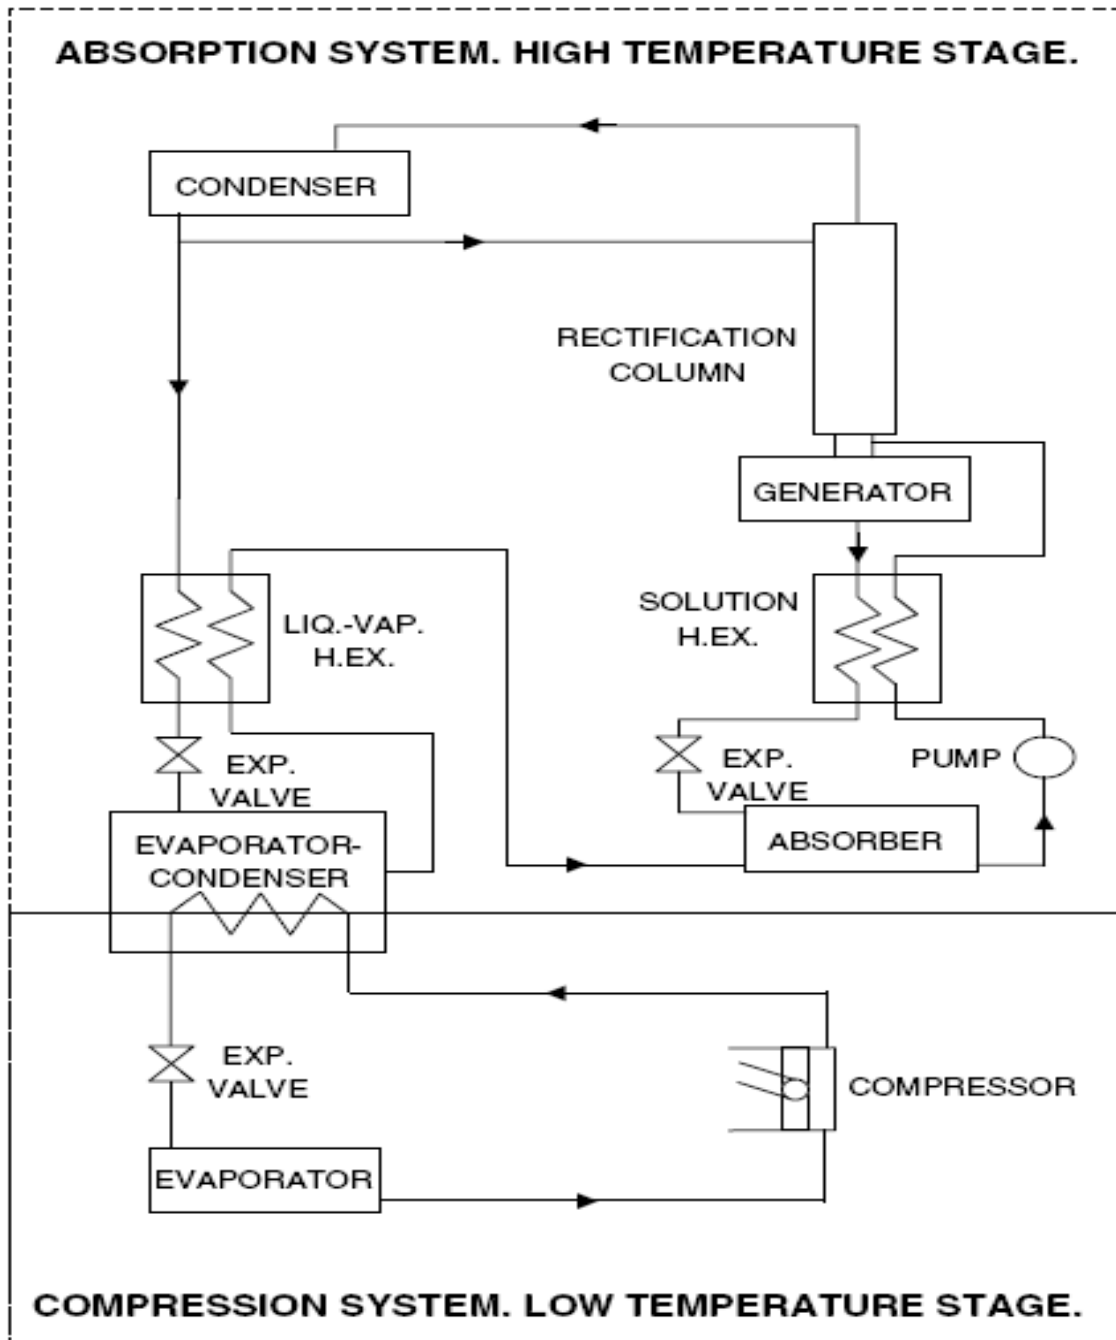 ABSORPTION SYSTEM. HIGH TEMPERATURE STAGE.
CONDENSER
RECTIFICATION
COLUMN
GENERATOR
SOLUTION
H.EX.
LIQ.-VAP.
H.EX.
EXP.
VALVE
EXP.
VALVE
PUMP
ABSORBER
EVAPORATOR-
CONDENSER
EXP.
VALVE
COMPRESSOR
EVAPORATOR
COMPRESSION SYSTEM. LOW TEMPERATURE STAGE.